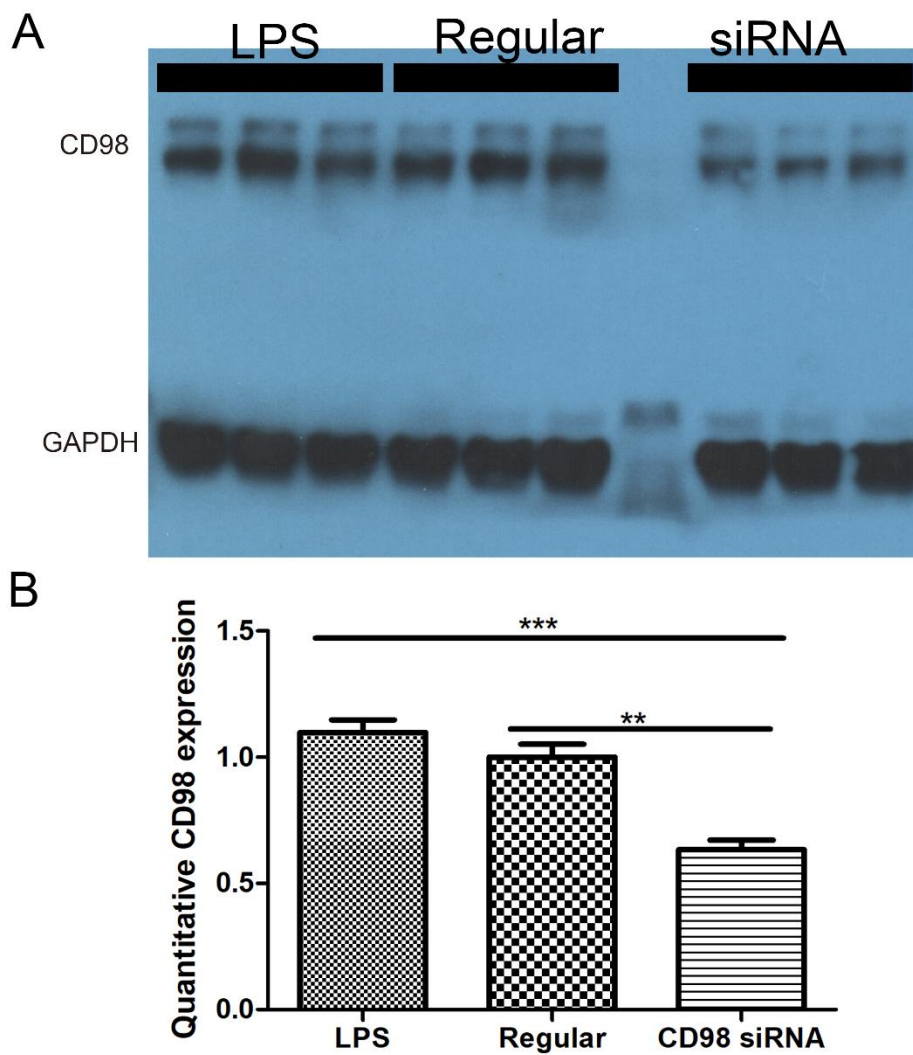 A
LPS Regular siRNA
CD98
GAPDH
B
Quantitative CD98 expression
1.5
1.0
0.5
0.0
***
**
LPS Regular CD98 siRNA